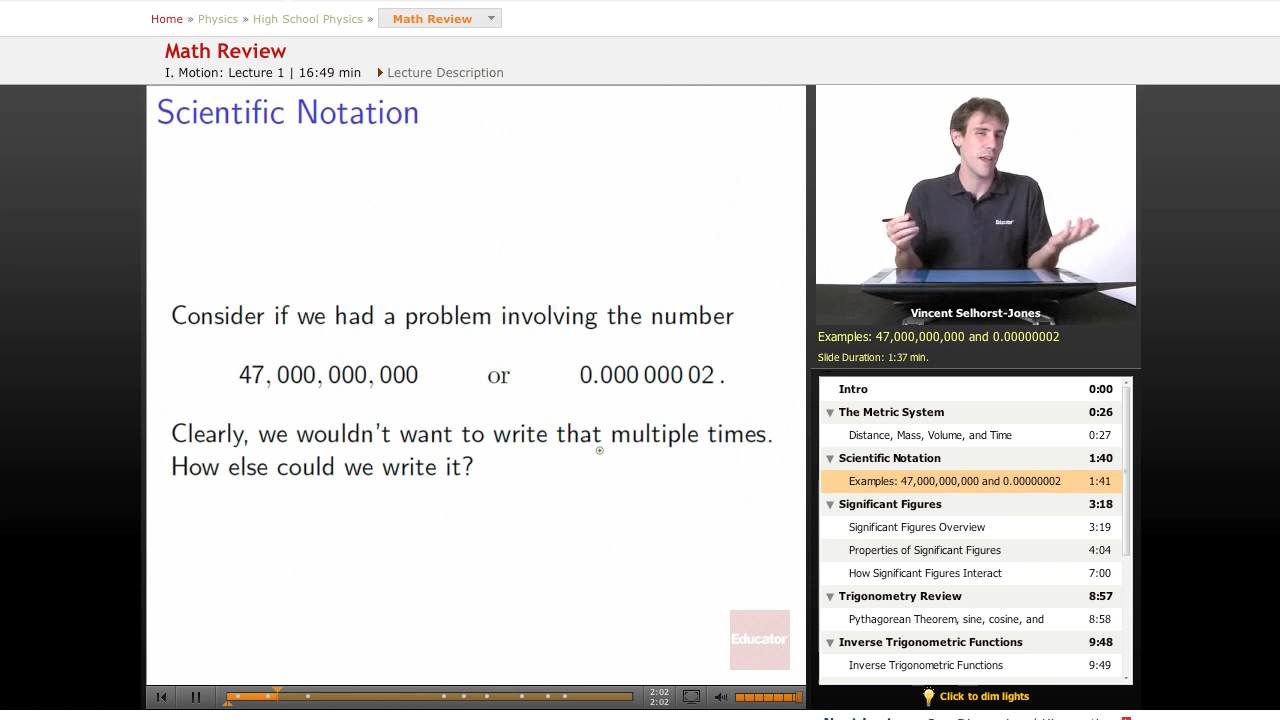 Home » Physics » High School Physics » Math Review
Math Review
I. Motion: Lecture 1 | 16:49 min Lecture Description
Scientific Notation
Consider if we had a problem involving the number
47, 000, 000, 000 or 0.000 000 02 .
Clearly, we wouldn't want to write that multiple times.
How else could we write it?
Educator
2:02
2:02
Educator
Vincent Selhorst-Jones
Examples: 47,000,000,000 and 0.00000002
Slide Duration: 1:37 min.
Intro 0:00
The Metric System 0:26
Distance, Mass, Volume, and Time 0:27
Scientific Notation 1:40
Examples: 47,000,000,000 and 0.00000002 1:41
Significant Figures 3:18
Significant Figures Overview 3:19
Properties of Significant Figures 4:04
How Significant Figures Interact 7:00
Trigonometry Review 8:57
Pythagorean Theorem, sine, cosine, and 8:58
Inverse Trigonometric Functions 9:48
Inverse Trigonometric Functions 9:49
Click to dim lights